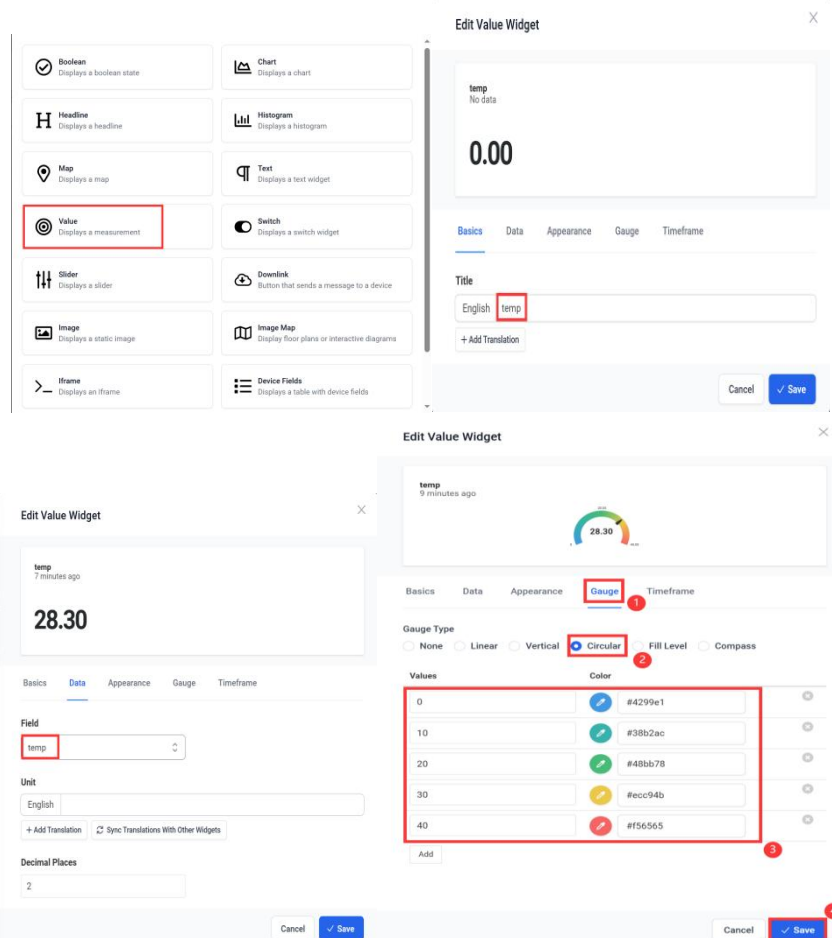 Boolean
Displays a boolean state
Chart
Displays a chart
Headline
Displays a headline
Histogram
Displays a histogram
Map
Displays a map
Text
Displays a text widget
Value
Displays a measurement
Switch
Displays a switch widget
Slider
Displays a slider
Downlink
Button that sends a message to a device
Image
Displays a static image
Image Map
Display floor plans or interactive diagrams
Iframe
Displays an Iframe
Device Fields
Displays a table with device fields
Edit Value Widget
temp
No data
0.00
Basics Data Appearance Gauge Timeframe
Title
English temp
+ Add Translation
Cancel Save
Edit Value Widget
temp
7 minutes ago
28.30
Basics Data Appearance Gauge Timeframe
Field
temp
Unit
English
+ Add Translation Sync Translations With Other Widgets
Decimal Places
2
Cancel Save
Edit Value Widget
temp
9 minutes ago
28.30
Basics Data Appearance Gauge Timeframe
1
Gauge Type
None Linear Vertical Circular Fill Level Compass
2
Values Color
0 #4299e1
10 #38b2ac
20 #48bb78
30 #ecc94b
40 #f56565
3
Add
Cancel Save